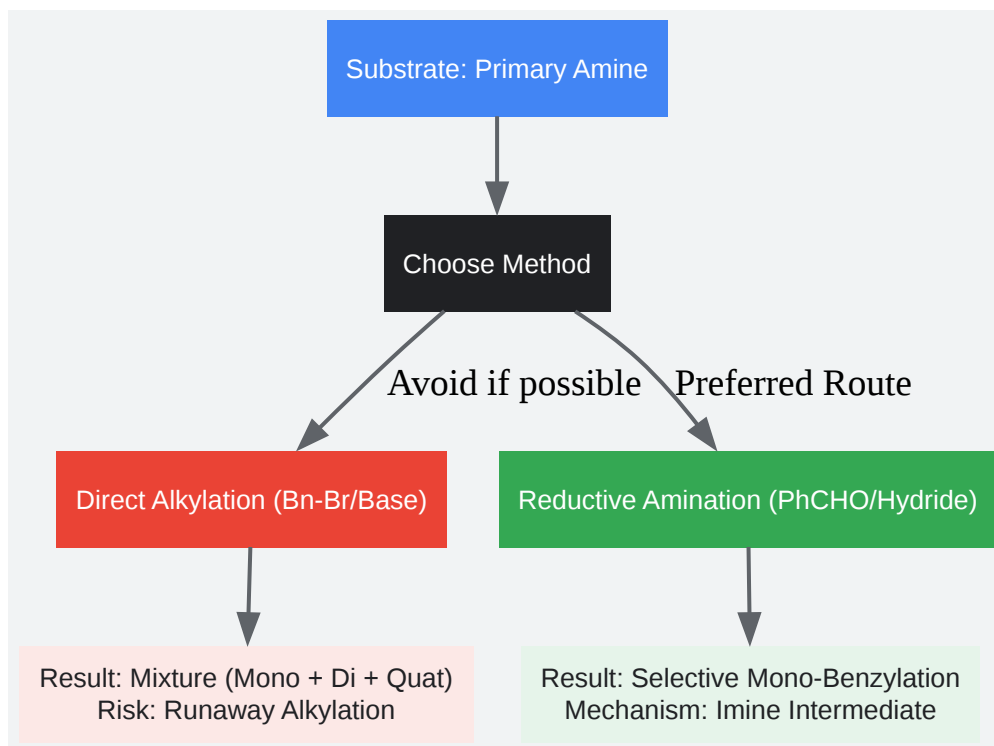 Substrate: Primary Amine
Choose Method
Avoid if possible
Preferred Route
Direct Alkylation (Bn-Br/Base)
Reductive Amination (PhCHO/Hydride)
Result: Mixture (Mono + Di + Quat)
Risk: Runaway Alkylation
Result: Selective Mono-Benzylation
Mechanism: Imine Intermediate